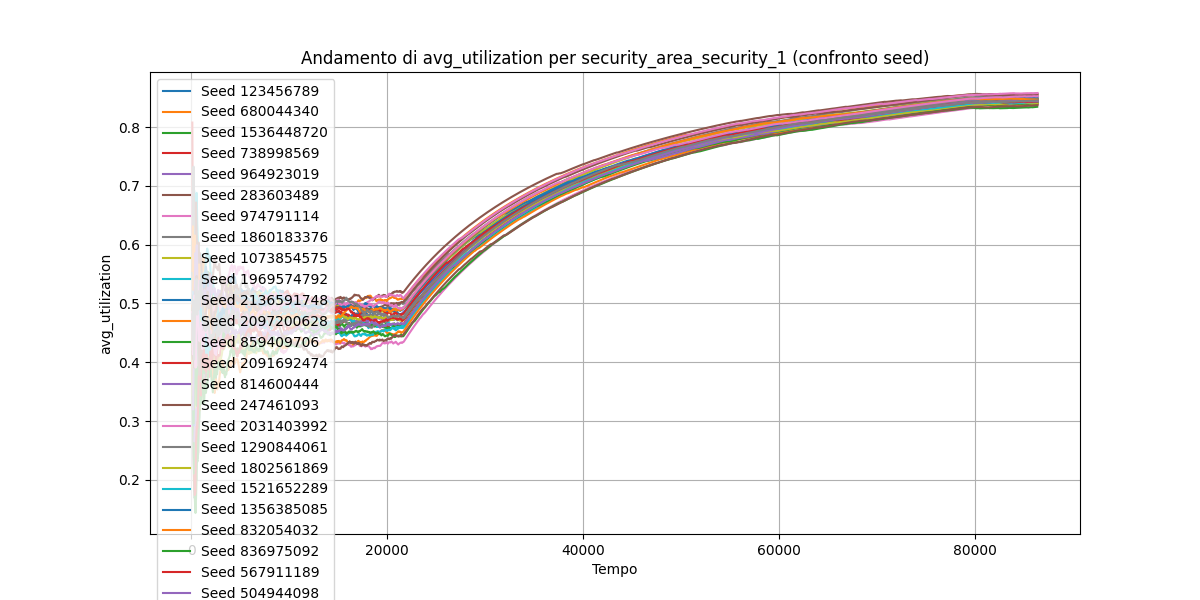 Andamento di avg_utilization per security_area_security_1 (confronto seed)
avg_utilization
0.8
0.7
0.6
0.5
0.4
0.3
0.2
Seed 123456789
Seed 680044340
Seed 1536448720
Seed 738998569
Seed 964923019
Seed 283603489
Seed 974791114
Seed 1860183376
Seed 1073854575
Seed 1969574792
Seed 2136591748
Seed 2097200628
Seed 859409706
Seed 2091692474
Seed 814600444
Seed 247461093
Seed 2031403992
Seed 1290844061
Seed 1802561869
Seed 1521652289
Seed 1356385085
Seed 832054032
Seed 836975092
Seed 567911189
Seed 504944098
0 20000 40000 60000 80000
Tempo